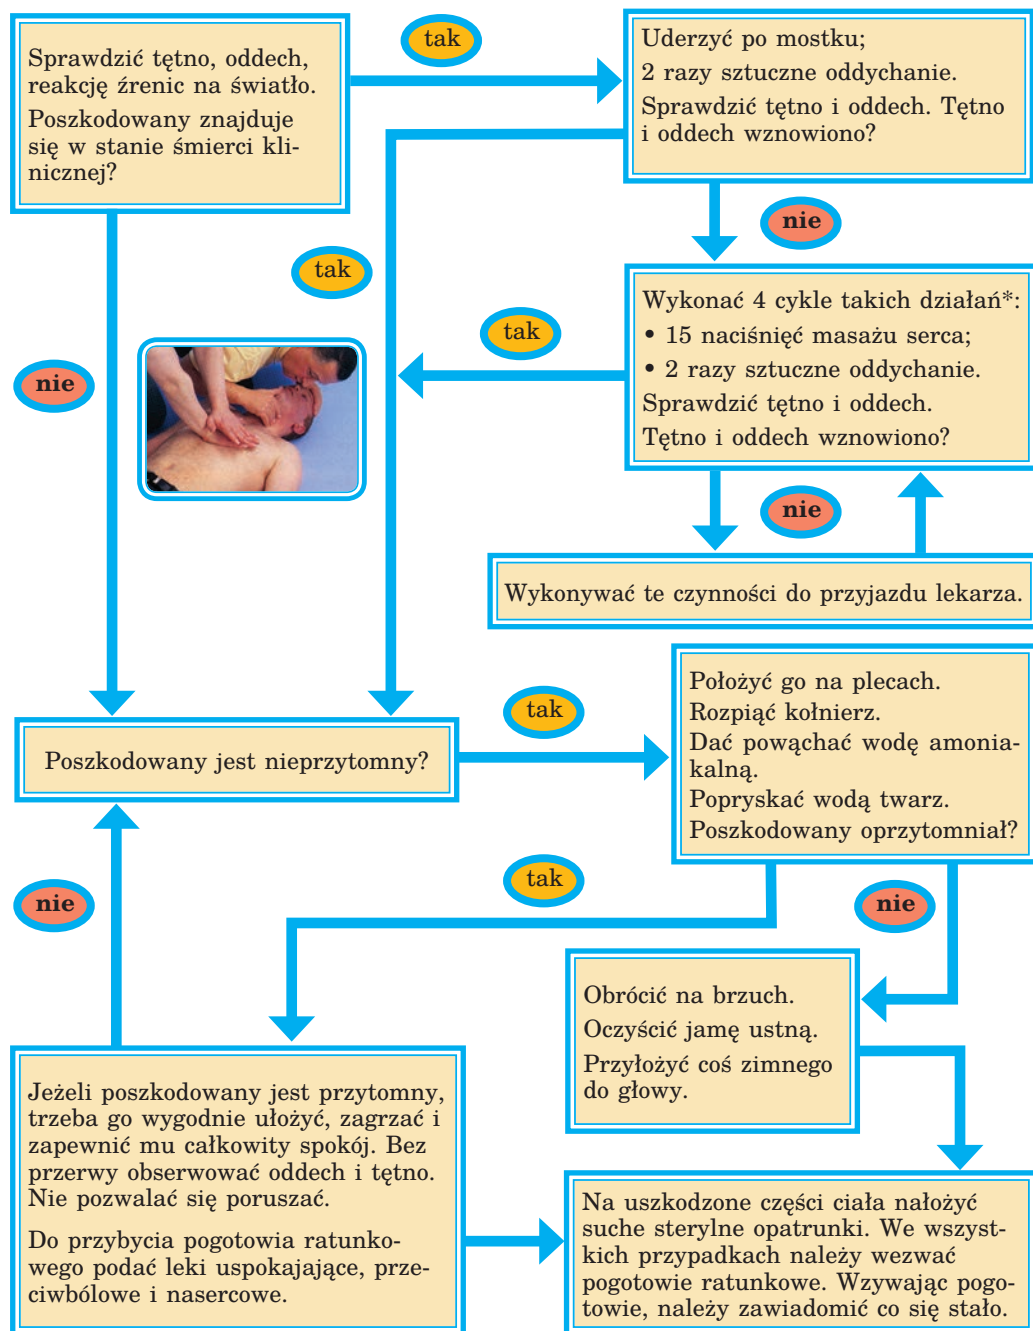 Sprawdzić tętno, oddech,
reakcję źrenic na światło.
Poszkodowany znajduje
się w stanie śmierci kli-
nicznej?
tak
Uderzyć po mostku;
2 razy sztuczne oddychanie.
Sprawdzić tętno i oddech. Tętno
i oddech wznowiono?
nie
tak
Wykonać 4 cykle takich działań*:
• 15 naciśnięć masażu serca;
• 2 razy sztuczne oddychanie.
Sprawdzić tętno i oddech.
Tętno i oddech wznowiono?
tak
nie
nie
Wykonywać te czynności do przyjazdu lekarza.
Poszkodowany jest nieprzytomny?
tak
Położyć go na plecach.
Rozpiąć kołnierz.
Dać powąchać wodę amonia-
kalną.
Popryskać wodą twarz.
Poszkodowany oprzytomniał?
nie
tak
nie
Obrócić na brzuch.
Oczyścić jamę ustną.
Przyłożyć coś zimnego
do głowy.
Jeżeli poszkodowany jest przytomny,
trzeba go wygodnie ułożyć, zagrzać i
zapewnić mu całkowity spokój. Bez
przerwy obserwować oddech i tętno.
Nie pozwalać się poruszać.
Do przybycia pogotowia ratunko-
wego podać leki uspokajające, prze-
ciwbólowe i nasercowe.
Na uszkodzone części ciała nałożyć
suche sterylne opatrunki. We wszyst-
kich przypadkach należy wezwać
pogotowie ratunkowe. Wzywając pogo-
towie, należy zawiadomić co się stało.